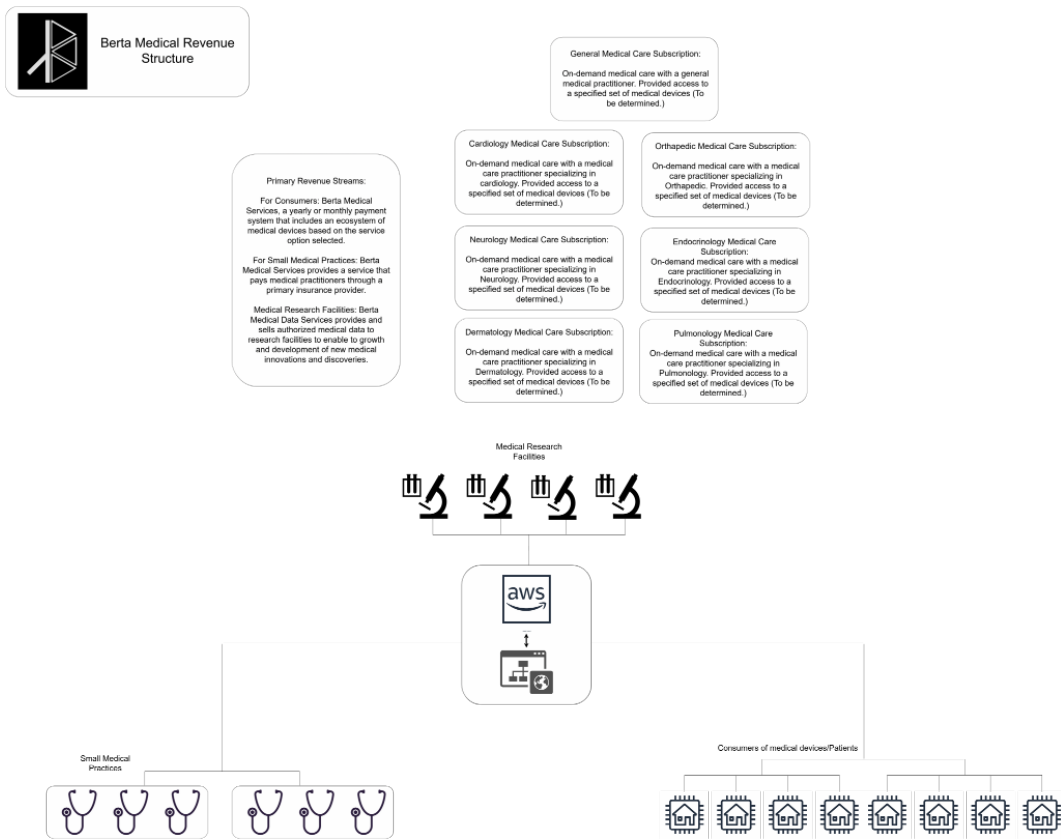 Berta Medical Revenue
Structure
General Medical Care Subscription:
On-demand medical care with a general
medical practitioner. Provided access to
a specified set of medical devices (To
be determined.)
Primary Revenue Streams:
For Consumers: Berta Medical
Services, a yearly or monthly payment
system that includes an ecosystem of
medical devices based on the service
option selected.
For Small Medical Practices: Berta
Medical Services provides a service that
pays medical practitioners through a
primary insurance provider.
Medical Research Facilities: Berta
Medical Data Services provides and
sells authorized medical data to
research facilities to enable to growth
and development of new medical
innovations and discoveries.
Cardiology Medical Care Subscription:
On-demand medical care with a medical
care practitioner specializing in
cardiology. Provided access to a
specified set of medical devices (To be
determined.)
Orthapedic Medical Care Subscription:
On-demand medical care with a medical
care practitioner specializing in
Orthapedic. Provided access to a
specified set of medical devices (To be
determined.)
Neurology Medical Care Subscription:
On-demand medical care with a medical
care practitioner specializing in
Neurology. Provided access to a
specified set of medical devices (To be
determined.)
Endocrinology Medical Care
Subscription:
On-demand medical care with a medical
care practitioner specializing in
Endocrinology. Provided access to a
specified set of medical devices (To be
determined.)
Dermatology Medical Care Subscription:
On-demand medical care with a medical
care practitioner specializing in
Dermatology. Provided access to a
specified set of medical devices (To be
determined.)
Pulmonology Medical Care
Subscription:
On-demand medical care with a medical
care practitioner specializing in
Pulmonology. Provided access to a
specified set of medical devices (To be
determined.)
Medical Research
Facilities
aws
Small Medical
Practices
Consumers of medical devices/Patients